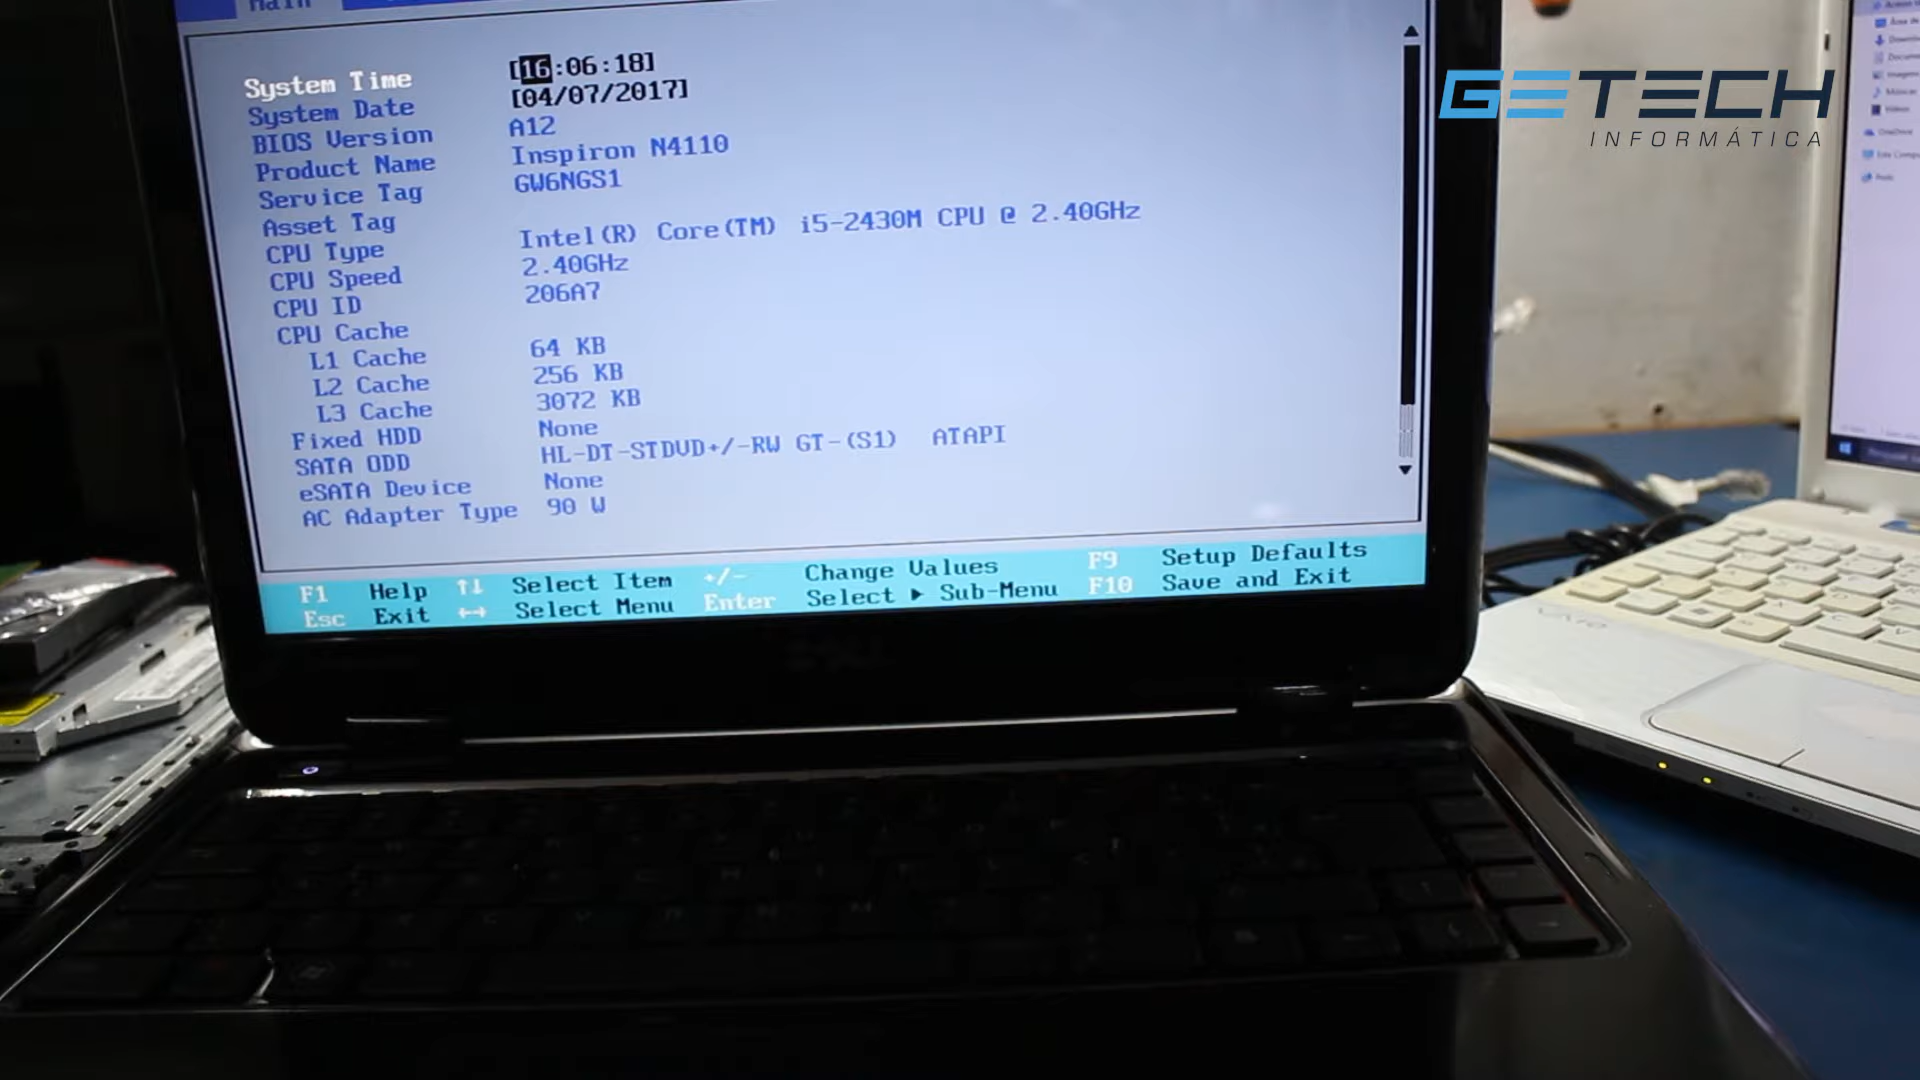 Main
System Time [16:06:18]
System Date [04/07/2017]
BIOS Version A12
Product Name Inspiron N4110
Service Tag GW6NGS1
Asset Tag
CPU Type Intel(R) Core(TM) i5-2430M CPU @ 2.40GHz
CPU Speed 2.40GHz
CPU ID 206A7
CPU Cache
L1 Cache 64 KB
L2 Cache 256 KB
L3 Cache 3072 KB
Fixed HDD None
SATA ODD HL-DT-STDVD+/-RW GT-(S1) ATAPI
eSATA Device None
AC Adapter Type 90 W
F1 Help ↑↓ Select Item +/- Change Values F9 Setup Defaults
Esc Exit ↔ Select Menu Enter Select ▶ Sub-Menu F10 Save and Exit
GETECH
INFORMÁTICA
VAIO